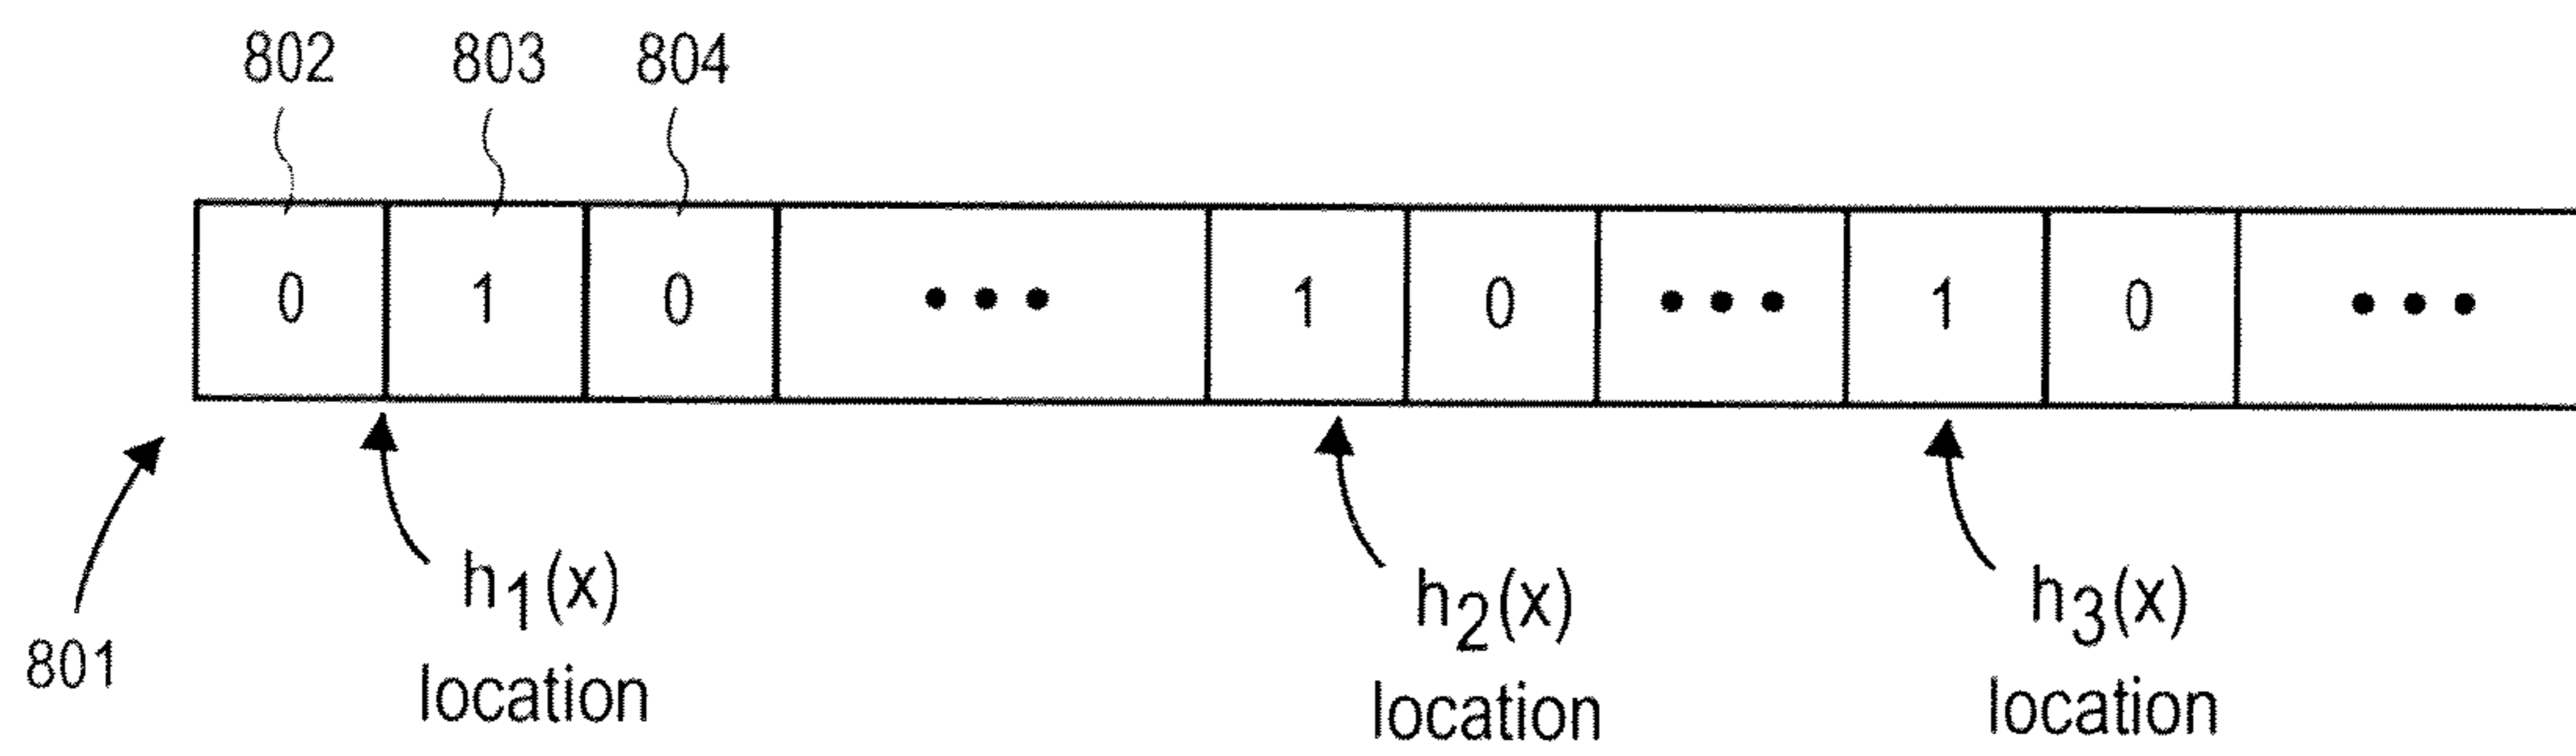 802 803 804
0 1 0 ••• 1 0 ••• 1 0 •••
801
h₁(x)
location
h₂(x)
location
h₃(x)
location